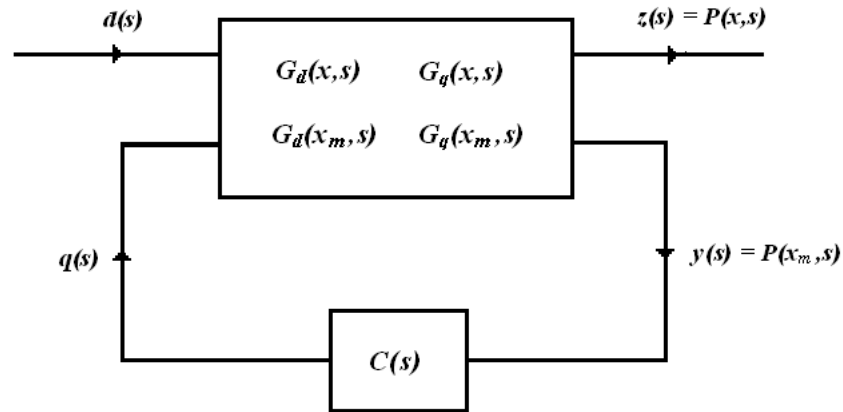 d(s)
z(s) = P(x,s)
G_d(x,s) G_q(x,s)
G_d(x_m,s) G_q(x_m,s)
q(s)
y(s) = P(x_m,s)
C(s)